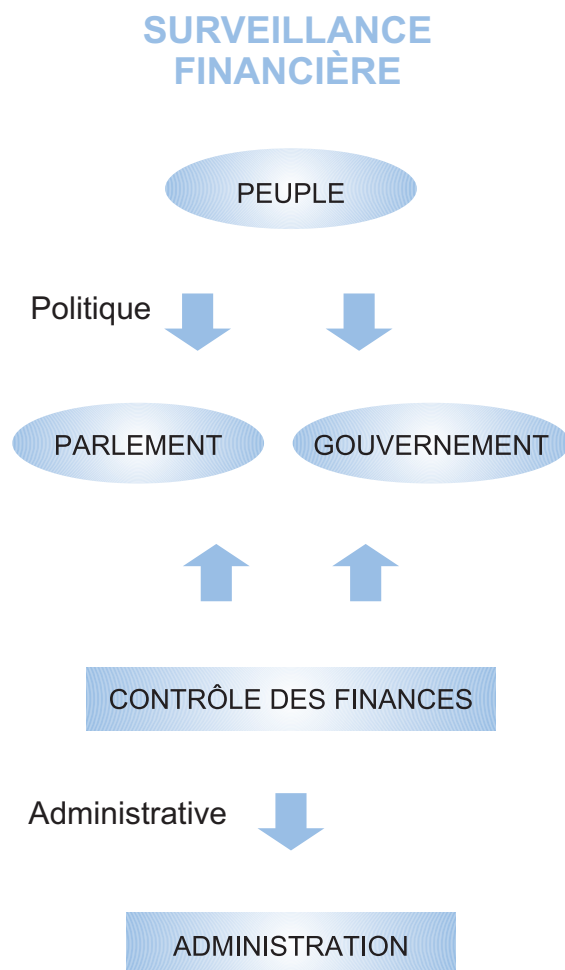 SURVEILLANCE
FINANCIÈRE
PEUPLE
Politique
PARLEMENT
GOUVERNEMENT
CONTRÔLE DES FINANCES
Administrative
ADMINISTRATION